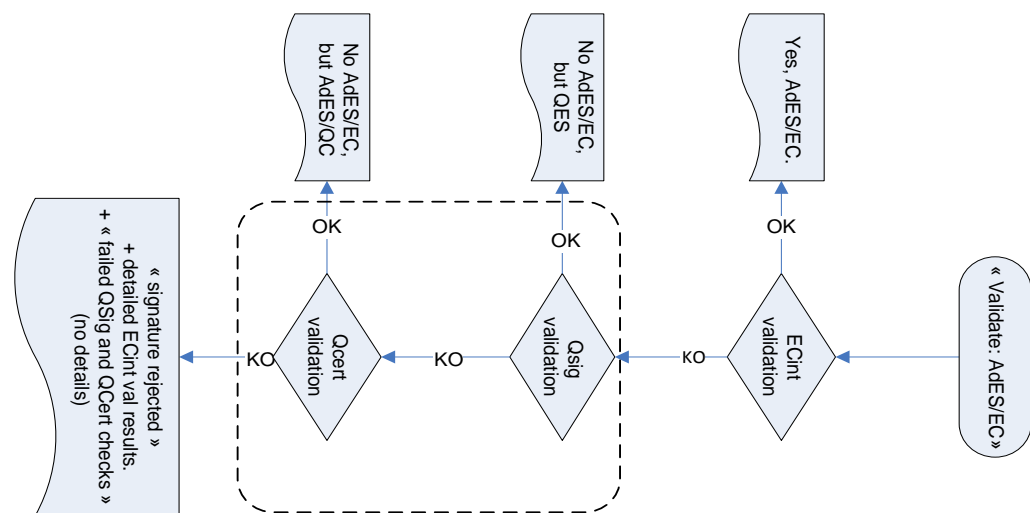 « Validate: AdES/EC»
ECint
validation
OK
Yes, AdES/EC.
KO
Qsig
validation
OK
No AdES/EC,
but QES
KO
Qcert
validation
OK
No AdES/EC,
but AdES/QC
KO
« signature rejected »
+ detailed ECint val results.
+ « failed QSig and QCert checks »
(no details)